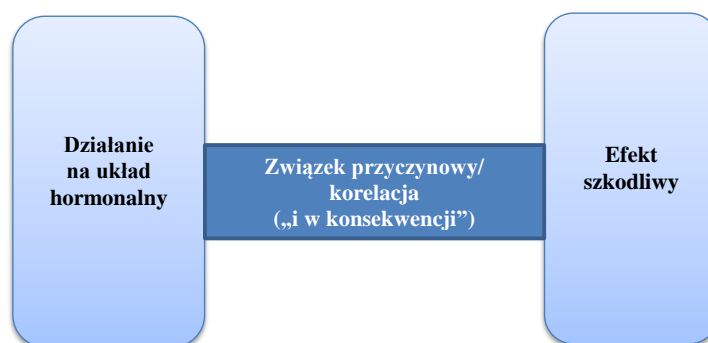 Działanie
na układ
hormonalny
Związek przyczynowy/
korelacja
(„i w konsekwencji”)
Efekt
szkodliwy